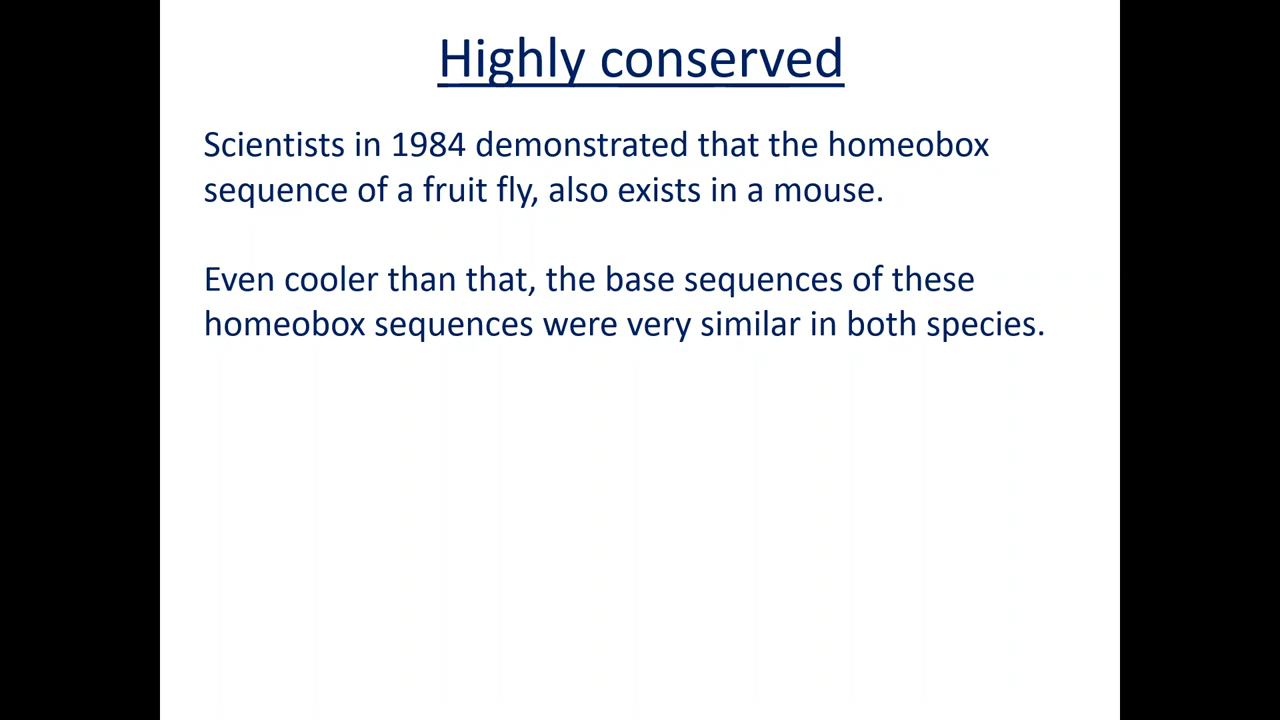 Highly conserved
Scientists in 1984 demonstrated that the homeobox
sequence of a fruit fly, also exists in a mouse.
Even cooler than that, the base sequences of these
homeobox sequences were very similar in both species.